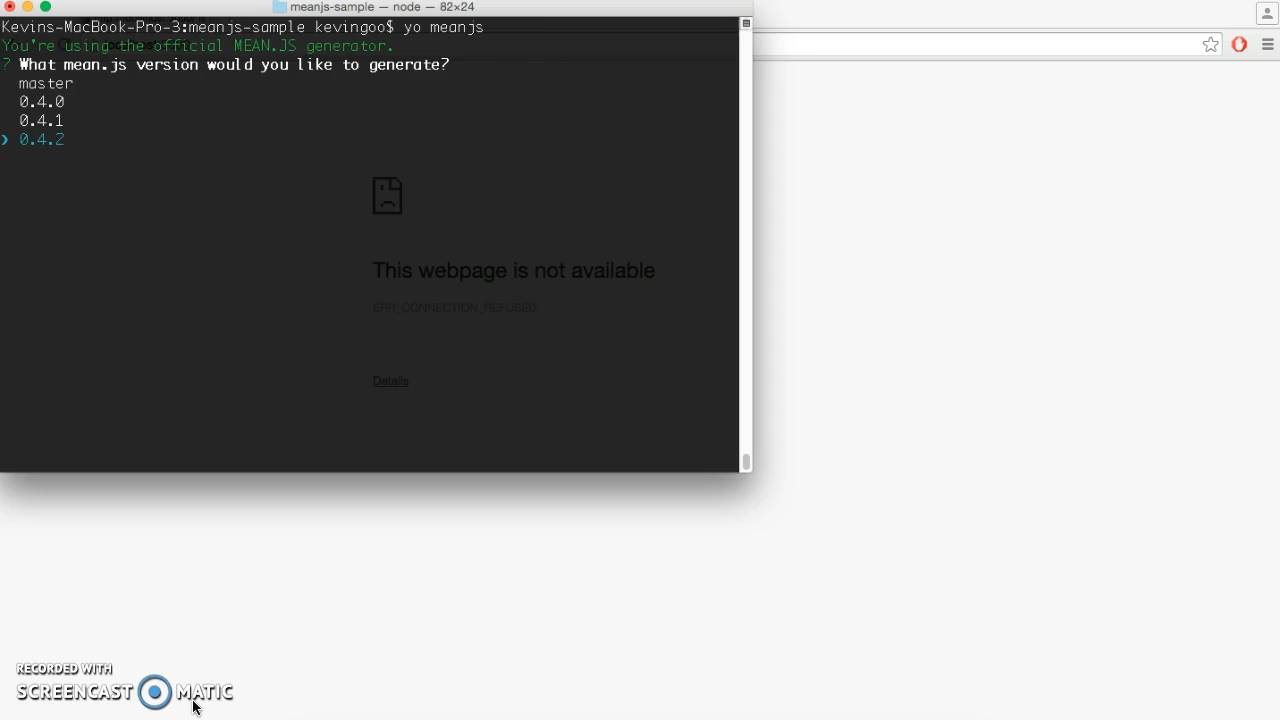 meanjs-sample — node — 82×24
Kevins-MacBook-Pro-3:meanjs-sample kevingoo$ yo meanjs
You're using the official MEAN.JS generator.
? What mean.js version would you like to generate?
master
0.4.0
0.4.1
❯ 0.4.2
This webpage is not available
ERR_CONNECTION_REFUSED
Details
RECORDED WITH
SCREENCAST MATIC